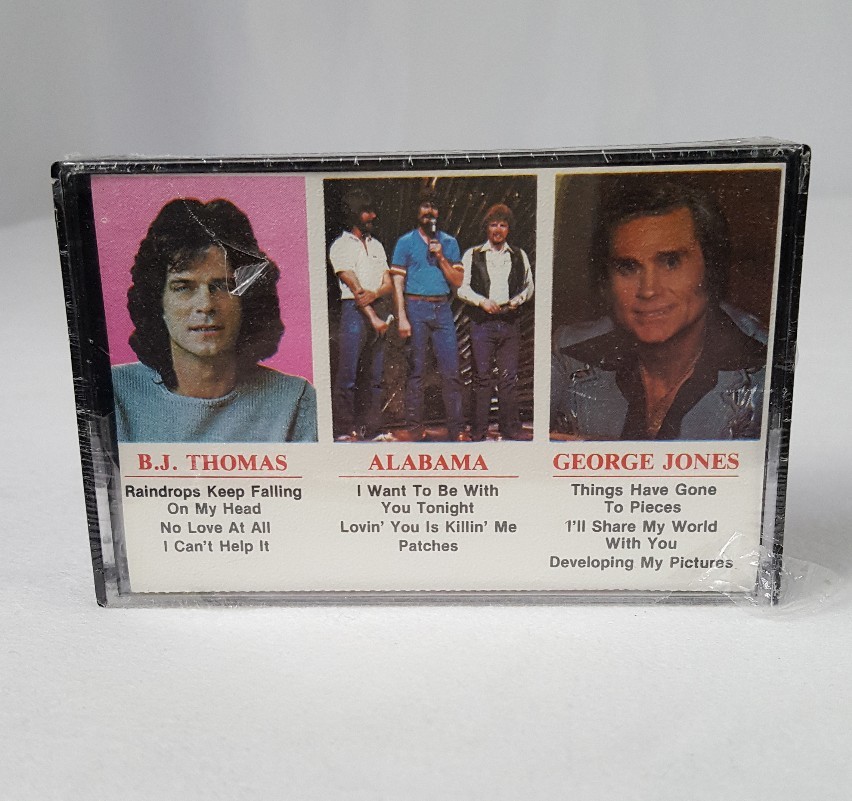 B.J. THOMAS
Raindrops Keep Falling
On My Head
No Love At All
I Can't Help It
ALABAMA
I Want To Be With
You Tonight
Lovin' You Is Killin' Me
Patches
GEORGE JONES
Things Have Gone
To Pieces
I'll Share My World
With You
Developing My Pictures